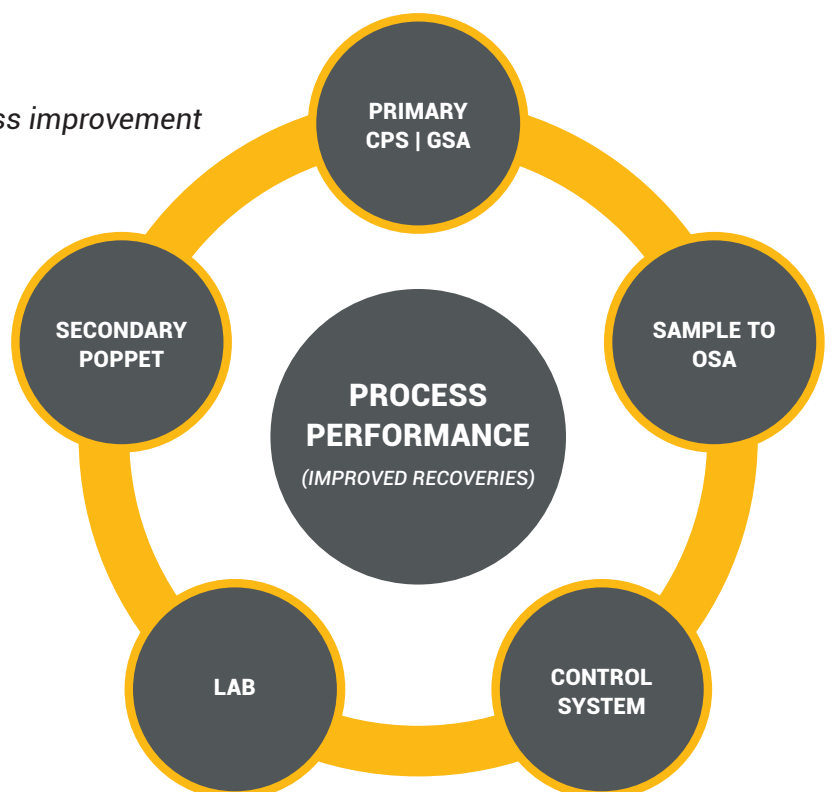 ss improvement
PRIMARY
CPS | GSA
SECONDARY
POPPET
SAMPLE TO
OSA
PROCESS
PERFORMANCE
(IMPROVED RECOVERIES)
LAB
CONTROL
SYSTEM